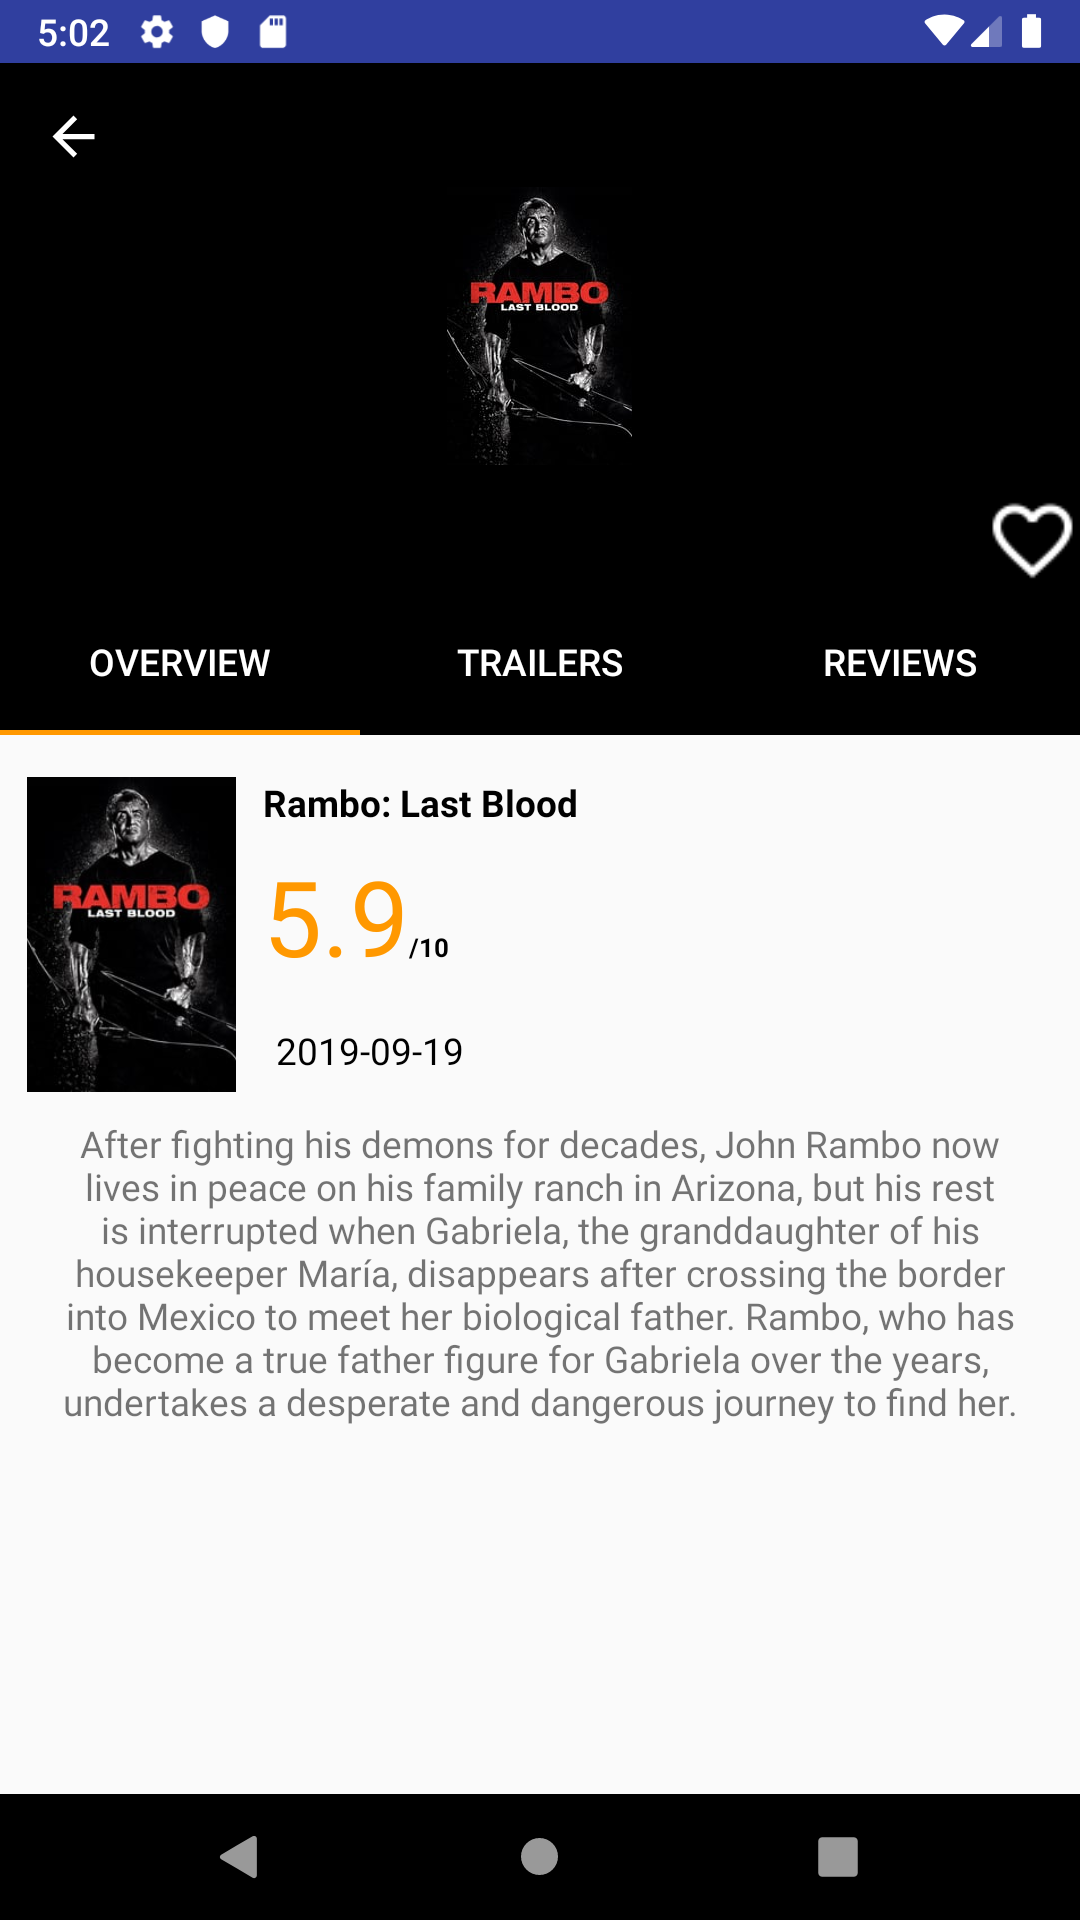 5:02
RAMBO
LAST BLOOD
OVERVIEW TRAILERS REVIEWS
RAMBO
LAST BLOOD
Rambo: Last Blood
5.9/10
2019-09-19
After fighting his demons for decades, John Rambo now
lives in peace on his family ranch in Arizona, but his rest
is interrupted when Gabriela, the granddaughter of his
housekeeper María, disappears after crossing the border
into Mexico to meet her biological father. Rambo, who has
become a true father figure for Gabriela over the years,
undertakes a desperate and dangerous journey to find her.